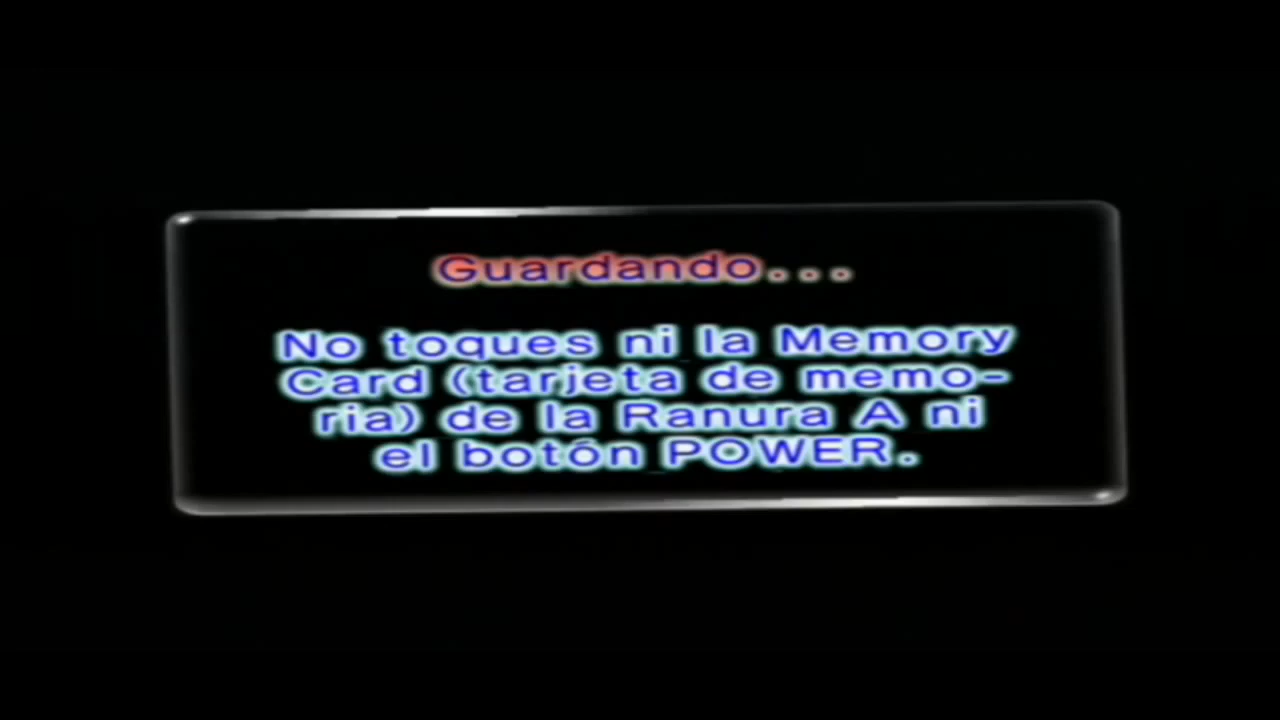 Guardando...
No toques ni la Memory
Card (tarjeta de memo-
ria) de la Ranura A ni
el botón POWER.